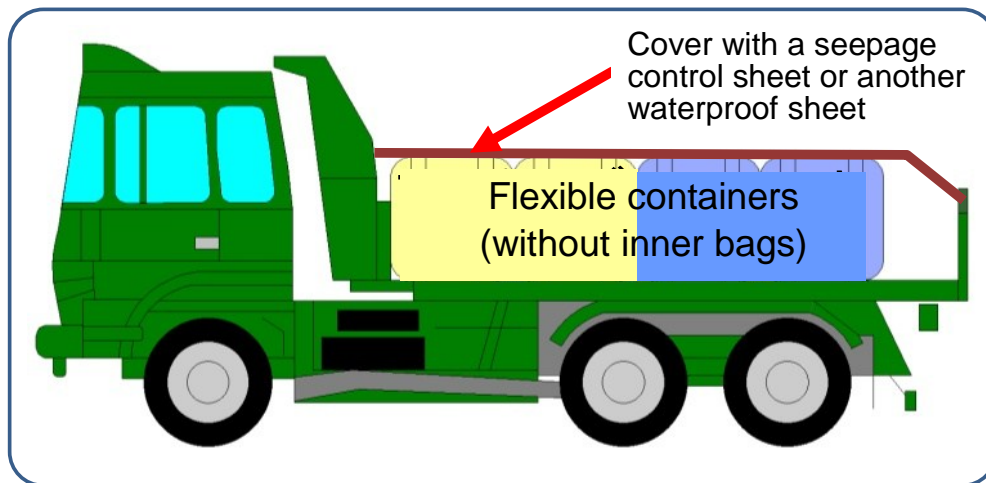 Cover with a seepage
control sheet or another
waterproof sheet
Flexible containers
(without inner bags)